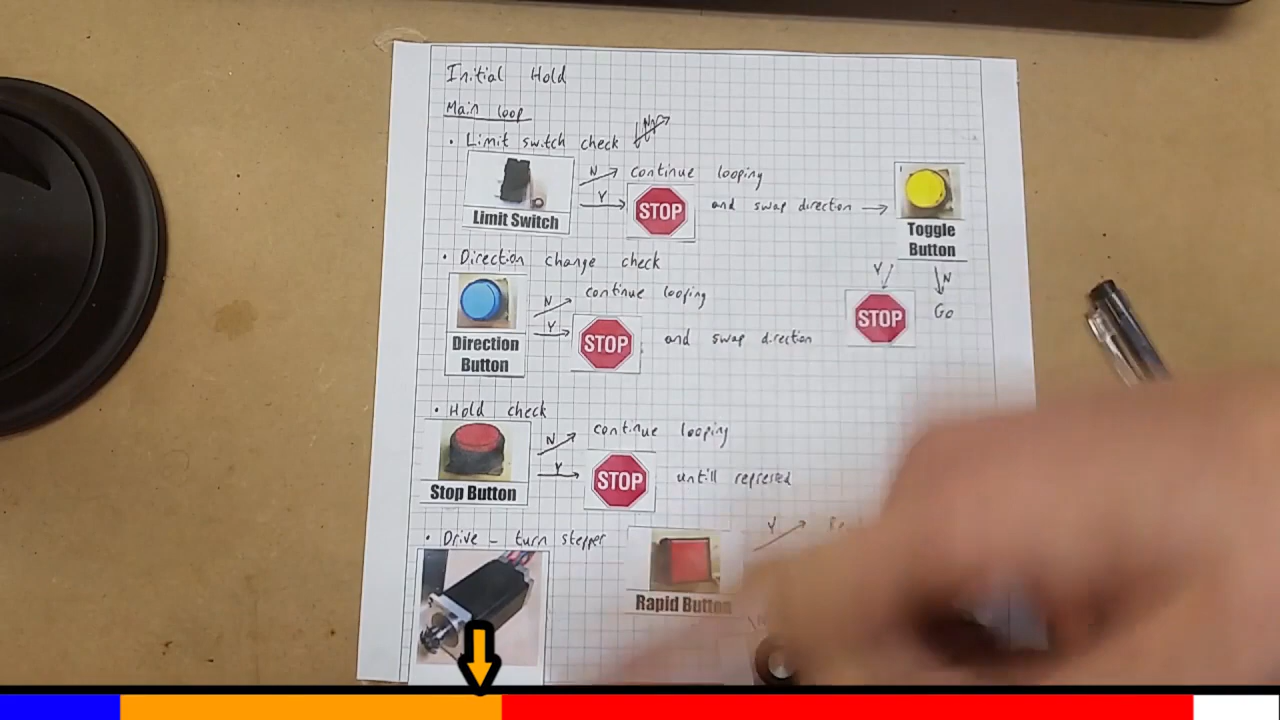 Initial Hold
Main loop
• Limit switch check
N continue looping
Y STOP and swap direction →
Limit Switch
Toggle Button
Y N
STOP Go
• Direction change check
N continue looping
Y STOP and swap direction
Direction Button
• Hold check
N continue looping
Y STOP untill repressed
Stop Button
• Drive - turn stepper
Y
Rapid Button